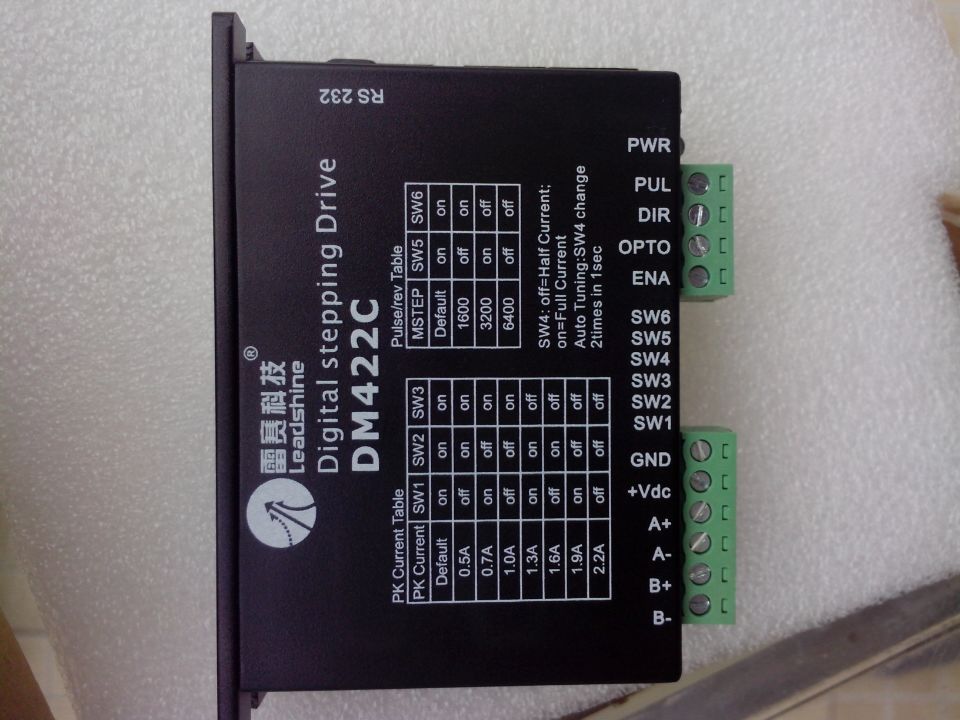 雷赛科技®
Leadshine
Digital stepping Drive
DM422C
RS 232
PK Current Table
PK Current SW1 SW2 SW3
Default on on on
0.5A off on on
0.7A on off on
1.0A off off on
1.3A on on off
1.6A off on off
1.9A on off off
2.2A off off off
Pulse/rev Table
MSTEP SW5 SW6
Default on on
1600 off on
3200 on off
6400 off off
SW4: off=Half Current;
on=Full Current
Auto Tuning:SW4 change
2times in 1sec
PWR
PUL
DIR
OPTO
ENA
SW6
SW5
SW4
SW3
SW2
SW1
GND
+Vdc
A+
A-
B+
B-